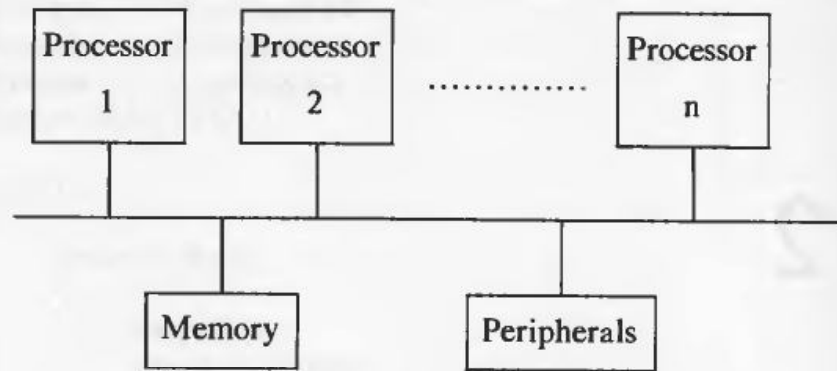 Processor
1
Processor
2
..............
Processor
n
Memory
Peripherals